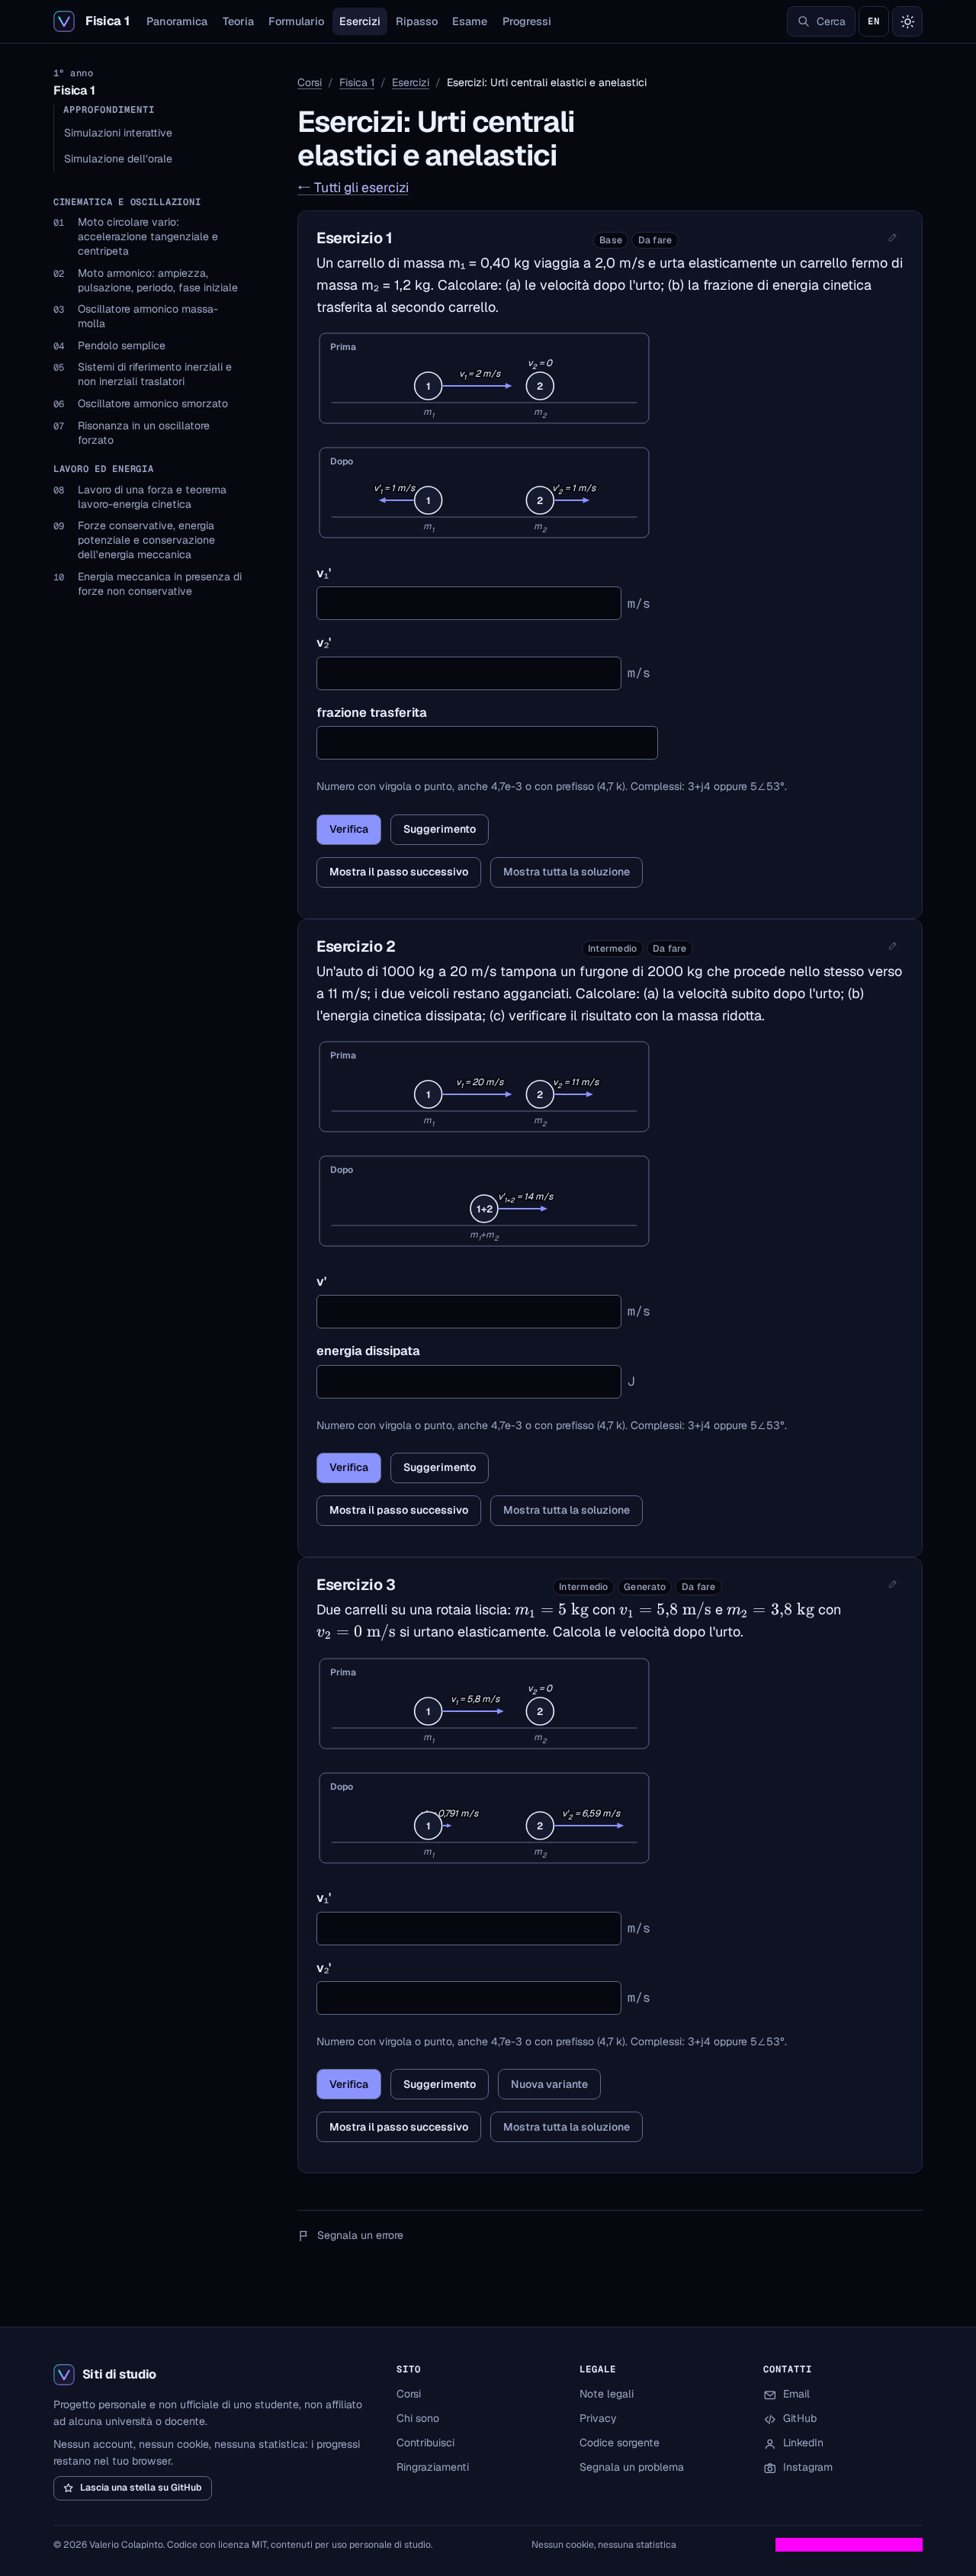 Fisica 1 Panoramica Teoria Formulario Esercizi Ripasso Esame Progressi Cerca EN
1° anno
Fisica 1
APPROFONDIMENTI
Simulazioni interattive
Simulazione dell'orale
CINEMATICA E OSCILLAZIONI
01 Moto circolare vario:
accelerazione tangenziale e
centripeta
02 Moto armonico: ampiezza,
pulsazione, periodo, fase iniziale
03 Oscillatore armonico massa-
molla
04 Pendolo semplice
05 Sistemi di riferimento inerziali e
non inerziali traslatori
06 Oscillatore armonico smorzato
07 Risonanza in un oscillatore
forzato
LAVORO ED ENERGIA
08 Lavoro di una forza e teorema
lavoro-energia cinetica
09 Forze conservative, energia
potenziale e conservazione
dell'energia meccanica
10 Energia meccanica in presenza di
forze non conservative
Corsi / Fisica 1 / Esercizi / Esercizi: Urti centrali elastici e anelastici
Esercizi: Urti centrali
elastici e anelastici
← Tutti gli esercizi
Esercizio 1 Base Da fare
Un carrello di massa m₁ = 0,40 kg viaggia a 2,0 m/s e urta elasticamente un carrello fermo di
massa m₂ = 1,2 kg. Calcolare: (a) le velocità dopo l'urto; (b) la frazione di energia cinetica
trasferita al secondo carrello.
Prima
v₁ = 2 m/s v₂ = 0
1 2
m₁ m₂
Dopo
v'₁ = 1 m/s v'₂ = 1 m/s
1 2
m₁ m₂
v₁'
m/s
v₂'
m/s
frazione trasferita
Numero con virgola o punto, anche 4,7e-3 o con prefisso (4,7 k). Complessi: 3+j4 oppure 5∠53°.
Verifica Suggerimento
Mostra il passo successivo Mostra tutta la soluzione
Esercizio 2 Intermedio Da fare
Un'auto di 1000 kg a 20 m/s tampona un furgone di 2000 kg che procede nello stesso verso
a 11 m/s; i due veicoli restano agganciati. Calcolare: (a) la velocità subito dopo l'urto; (b)
l'energia cinetica dissipata; (c) verificare il risultato con la massa ridotta.
Prima
v₁ = 20 m/s v₂ = 11 m/s
1 2
m₁ m₂
Dopo
v'₁₊₂ = 14 m/s
1+2
m₁+m₂
v'
m/s
energia dissipata
J
Numero con virgola o punto, anche 4,7e-3 o con prefisso (4,7 k). Complessi: 3+j4 oppure 5∠53°.
Verifica Suggerimento
Mostra il passo successivo Mostra tutta la soluzione
Esercizio 3 Intermedio Generato Da fare
Due carrelli su una rotaia liscia: m₁ = 5 kg con v₁ = 5,8 m/s e m₂ = 3,8 kg con
v₂ = 0 m/s si urtano elasticamente. Calcola le velocità dopo l'urto.
Prima
v₁ = 5,8 m/s v₂ = 0
1 2
m₁ m₂
Dopo
0,791 m/s v'₂ = 6,59 m/s
1 2
m₁ m₂
v₁'
m/s
v₂'
m/s
Numero con virgola o punto, anche 4,7e-3 o con prefisso (4,7 k). Complessi: 3+j4 oppure 5∠53°.
Verifica Suggerimento Nuova variante
Mostra il passo successivo Mostra tutta la soluzione
Segnala un errore
Siti di studio
Progetto personale e non ufficiale di uno studente, non affiliato
ad alcuna università o docente.
Nessun account, nessun cookie, nessuna statistica: i progressi
restano nel tuo browser.
Lascia una stella su GitHub
SITO
Corsi
Chi sono
Contribuisci
Ringraziamenti
LEGALE
Note legali
Privacy
Codice sorgente
Segnala un problema
CONTATTI
Email
GitHub
LinkedIn
Instagram
© 2026 Valerio Colapinto. Codice con licenza MIT, contenuti per uso personale di studio. Nessun cookie, nessuna statistica